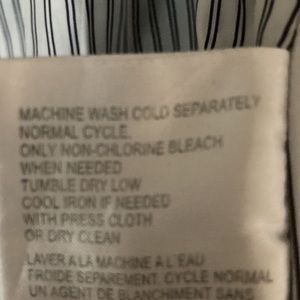 MACHINE WASH COLD SEPARATELY
NORMAL CYCLE.
ONLY NON-CHLORINE BLEACH
WHEN NEEDED
TUMBLE DRY LOW
COOL IRON IF NEEDED
WITH PRESS CLOTH
OR DRY CLEAN
LAVER A LA MACHINE A L'EAU
FROIDE SEPAREMENT. CYCLE NORMAL
UN AGENT DE BLANCHIMENT SANS